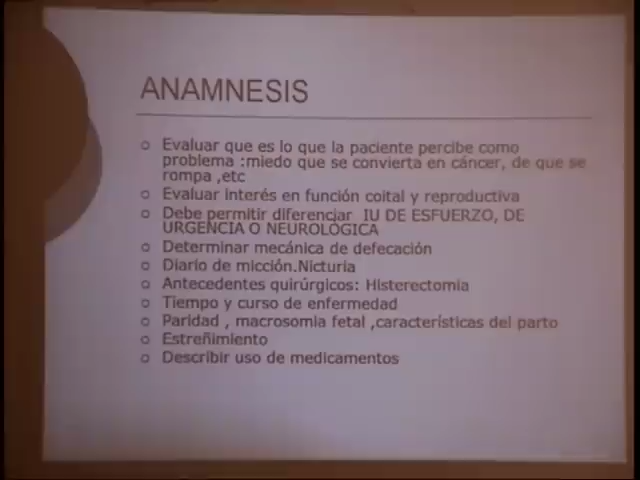 ANAMNESIS
o Evaluar que es lo que la paciente percibe como
problema :miedo que se convierta en cáncer, de que se
rompa ,etc
o Evaluar interés en función coital y reproductiva
o Debe permitir diferenciar IU DE ESFUERZO, DE
URGENCIA O NEUROLÓGICA
o Determinar mecánica de defecación
o Diario de micción.Nicturia
o Antecedentes quirúrgicos: Histerectomia
o Tiempo y curso de enfermedad
o Paridad , macrosomia fetal ,características del parto
o Estreñimiento
o Describir uso de medicamentos